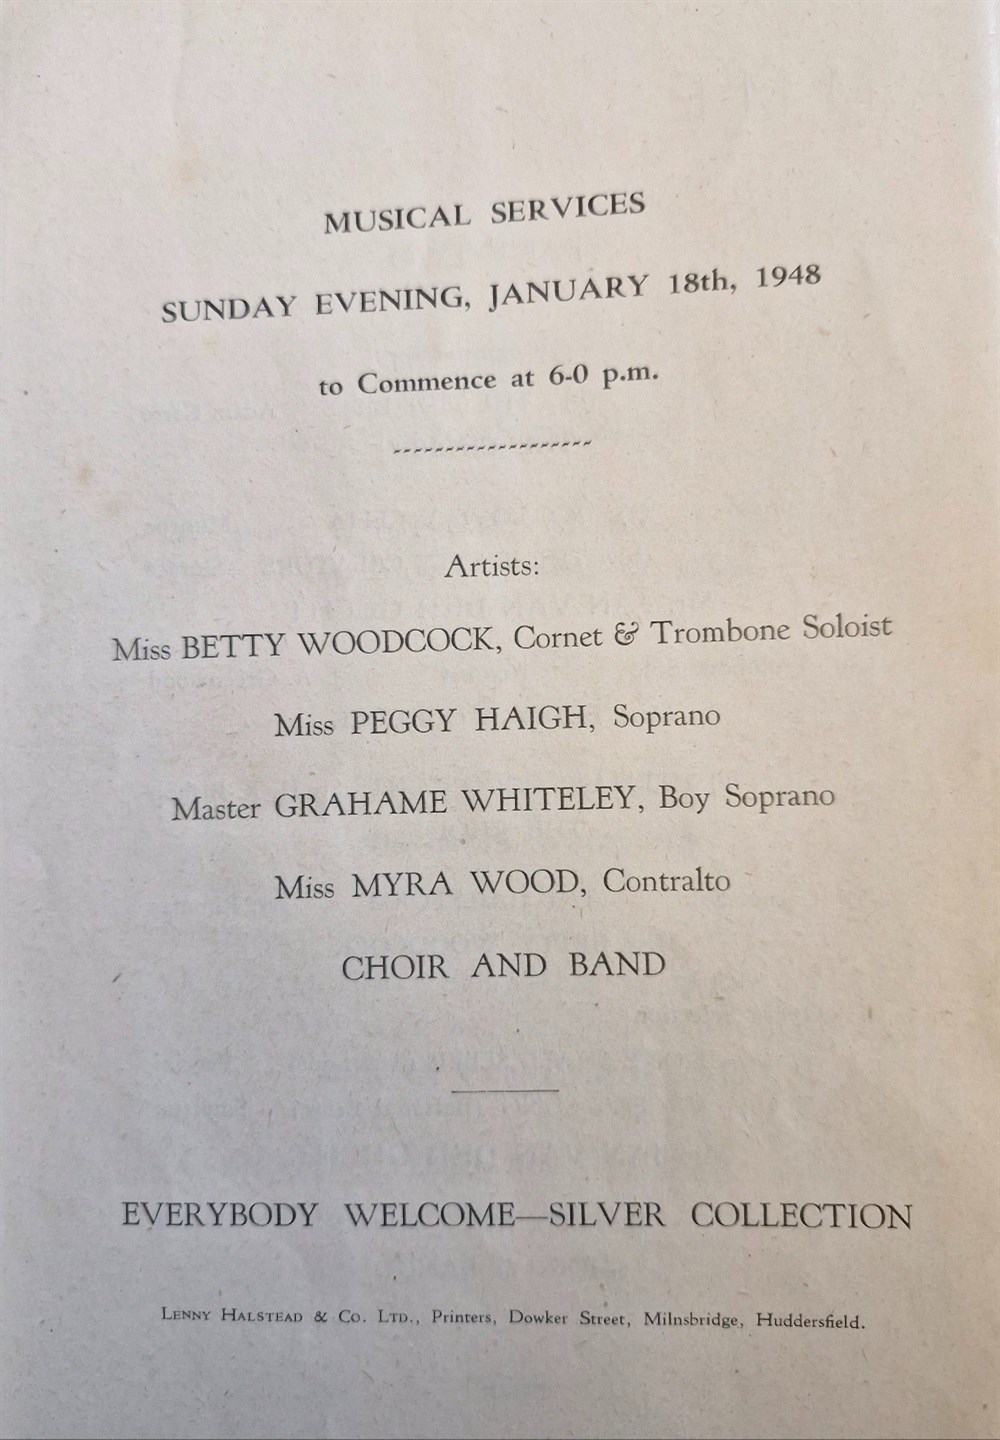 MUSICAL SERVICES
SUNDAY EVENING, JANUARY 18th, 1948
to Commence at 6-0 p.m.
Artists:
Miss BETTY WOODCOCK, Cornet & Trombone Soloist
Miss PEGGY HAIGH, Soprano
Master GRAHAME WHITELEY, Boy Soprano
Miss MYRA WOOD, Contralto
CHOIR AND BAND
EVERYBODY WELCOME—SILVER COLLECTION
LENNY HALSTEAD & CO. LTD., Printers, Dowker Street, Milnsbridge, Huddersfield.